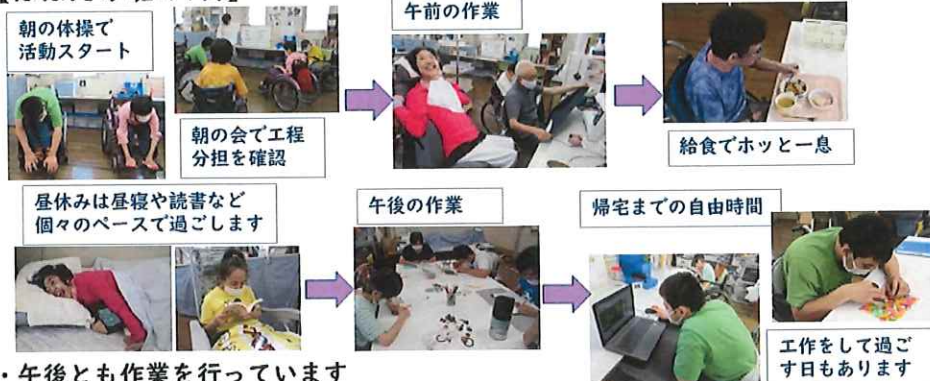 朝の体操で
活動スタート
朝の会で工程
分担を確認
午前の作業
給食でホッと一息
昼休みは昼寝や読書など
個々のペースで過ごします
午後の作業
帰宅までの自由時間
工作をして過ご
す日もあります
・午後とも作業を行っています